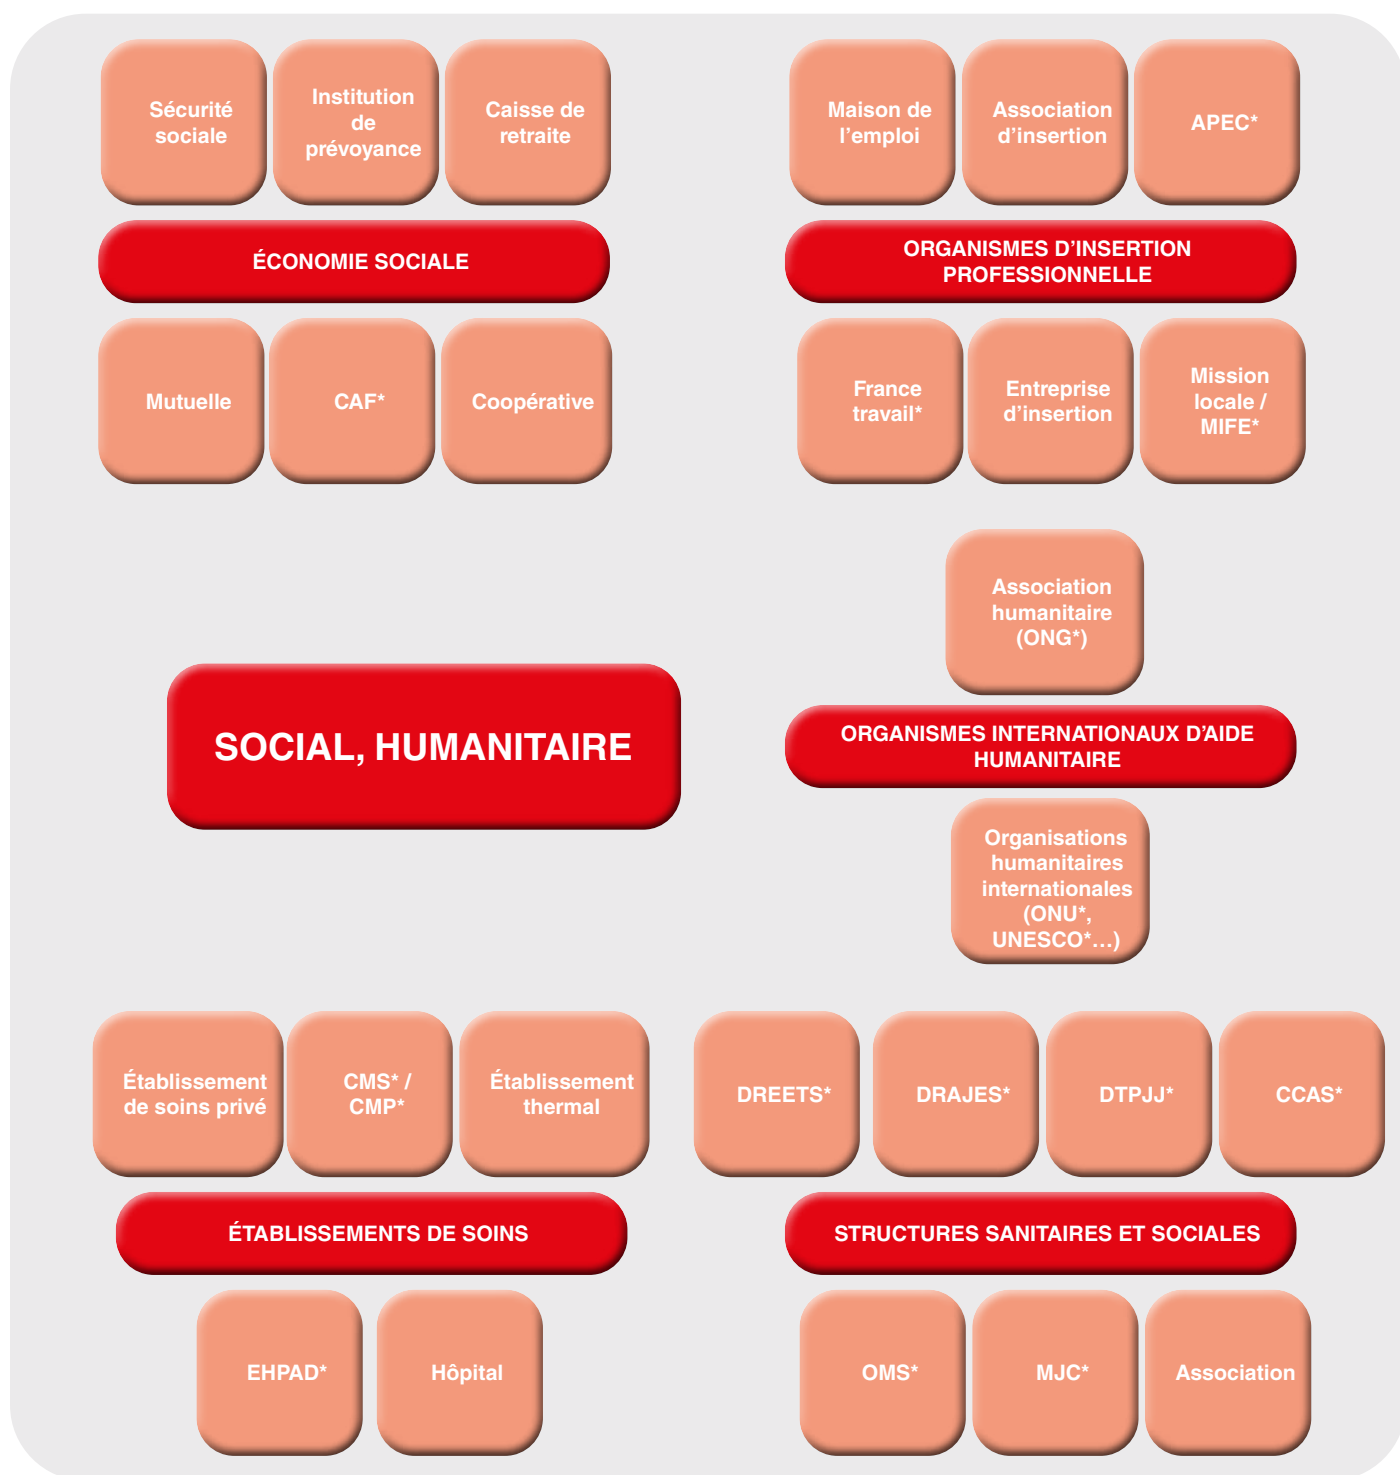 Sécurité
sociale
Institution
de
prévoyance
Caisse de
retraite
ÉCONOMIE SOCIALE
Mutuelle
CAF*
Coopérative
Maison de
l’emploi
Association
d’insertion
APEC*
ORGANISMES D’INSERTION
PROFESSIONNELLE
France
travail*
Entreprise
d’insertion
Mission
locale /
MIFE*
SOCIAL, HUMANITAIRE
Association
humanitaire
(ONG*)
ORGANISMES INTERNATIONAUX D’AIDE
HUMANITAIRE
Organisations
humanitaires
internationales
(ONU*,
UNESCO*…)
Établissement
de soins privé
CMS* /
CMP*
Établissement
thermal
ÉTABLISSEMENTS DE SOINS
EHPAD*
Hôpital
DREETS*
DRAJES*
DTPJJ*
CCAS*
STRUCTURES SANITAIRES ET SOCIALES
OMS*
MJC*
Association